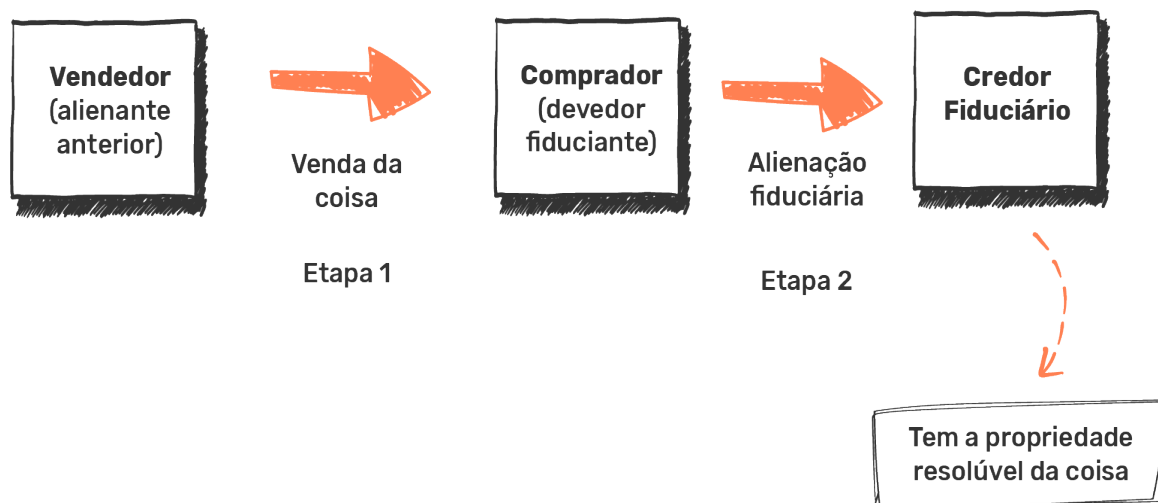 Vendedor
(alienante
anterior)
Venda da
coisa
Etapa 1
Comprador
(devedor
fiduciante)
Alienação
fiduciária
Etapa 2
Credor
Fiduciário
Tem a propriedade
resolúvel da coisa